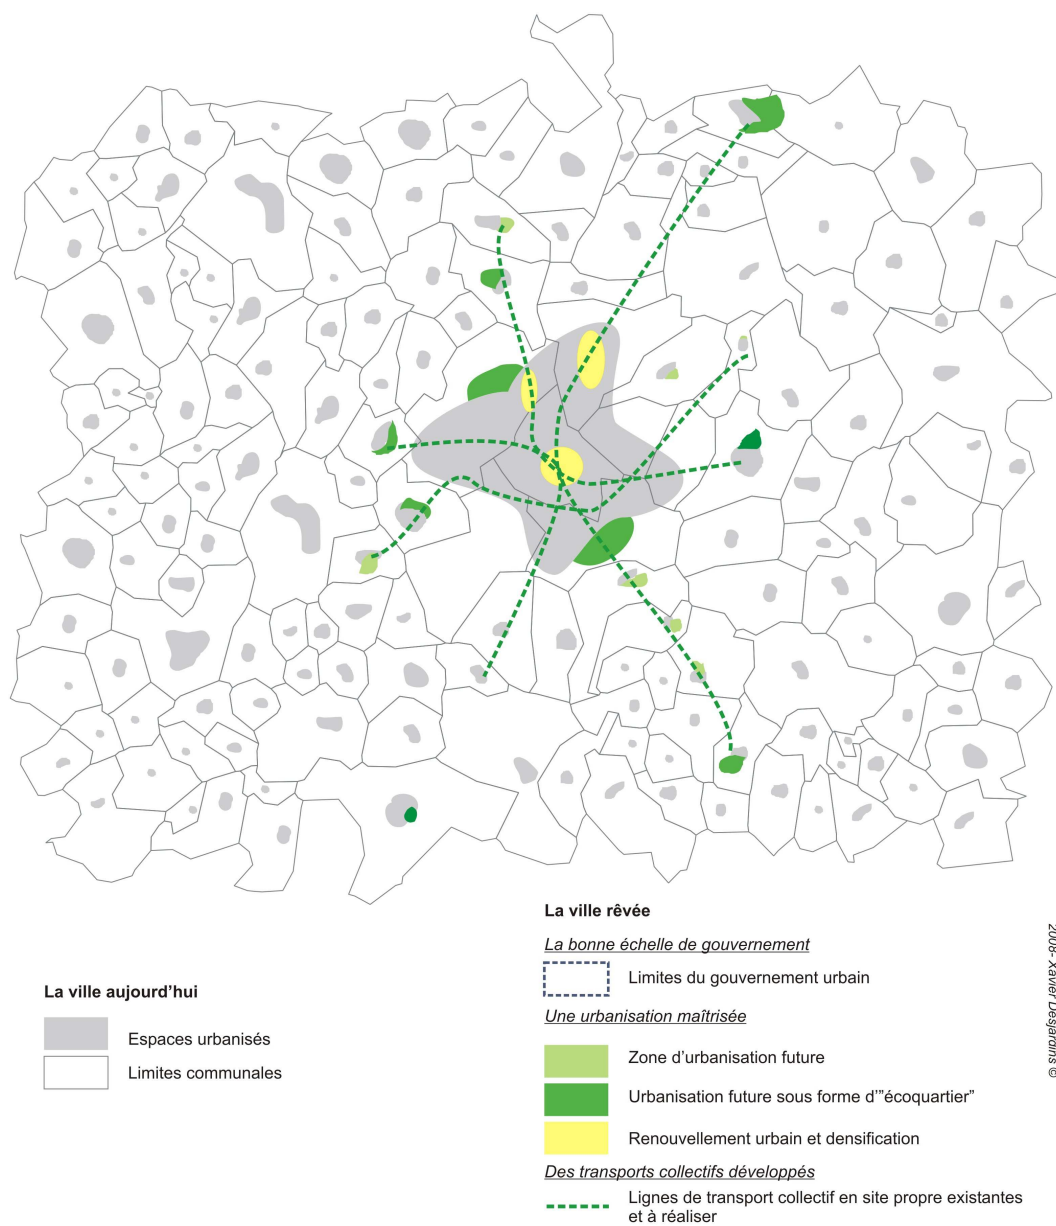 La ville rêvée
La bonne échelle de gouvernement
Limites du gouvernement urbain
Une urbanisation maîtrisée
Zone d'urbanisation future
Urbanisation future sous forme d'"écoquartier"
Renouvellement urbain et densification
Des transports collectifs développés
Lignes de transport collectif en site propre existantes
et à réaliser
La ville aujourd'hui
Espaces urbanisés
Limites communales
2008- Xavier Desjardins ©